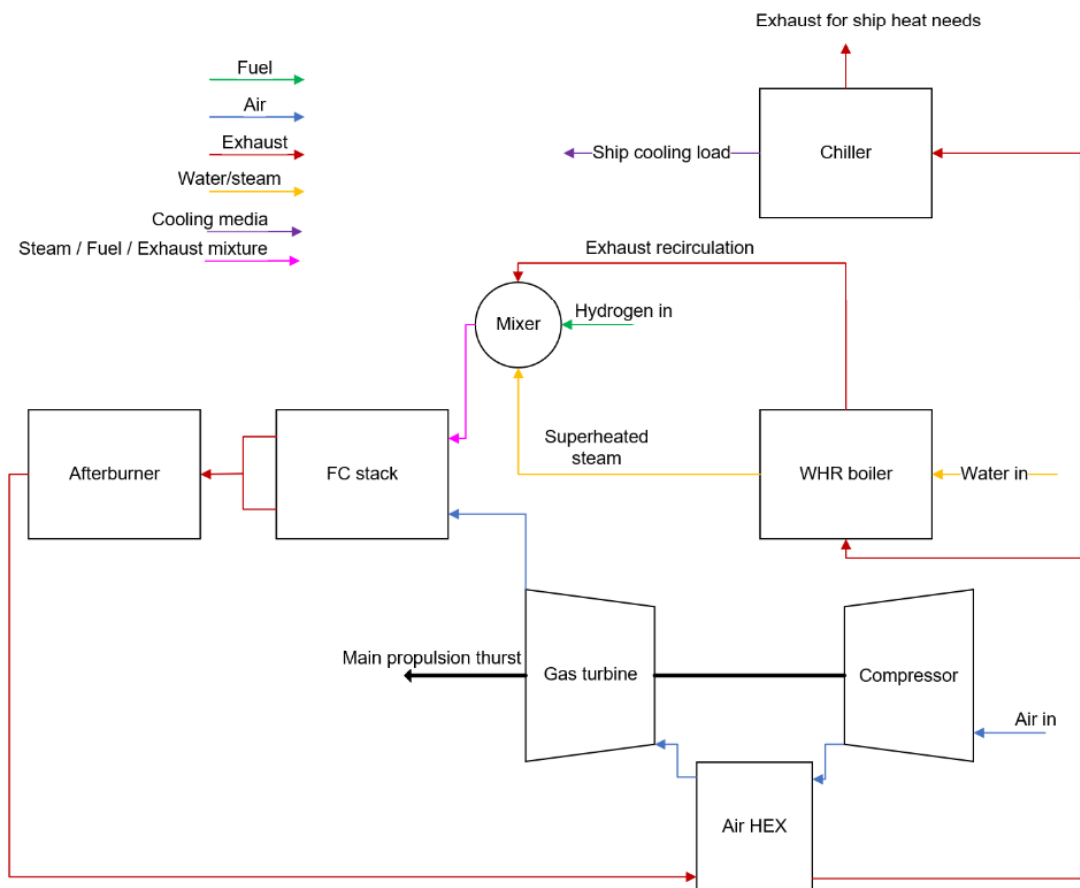 Exhaust for ship heat needs
Fuel
Air
Exhaust
Water/steam
Cooling media
Steam / Fuel / Exhaust mixture
Ship cooling load
Chiller
Exhaust recirculation
Mixer
Hydrogen in
Superheated
steam
Afterburner
FC stack
WHR boiler
Water in
Main propulsion thurst
Gas turbine
Compressor
Air in
Air HEX